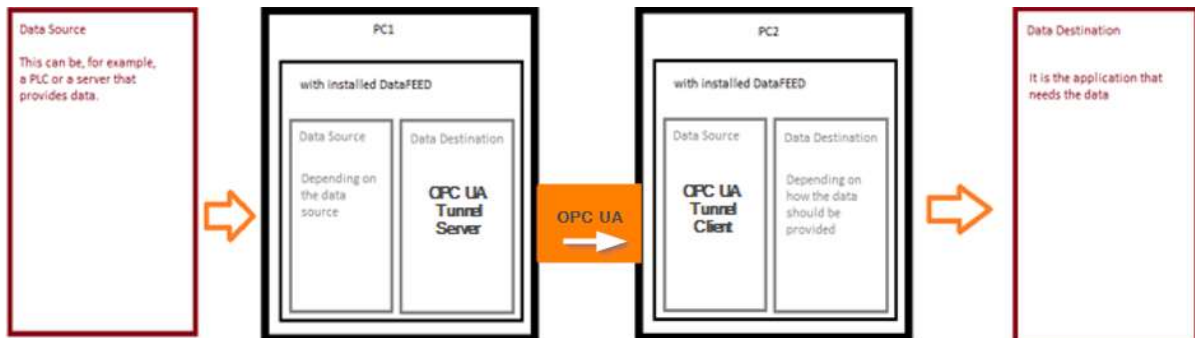 Data Source
This can be, for example,
a PLC or a server that
provides data.
PC1
with installed DataFEED
Data Source
Depending on
the data
source
Data Destination
OPC UA
Tunnel
Server
OPC UA
PC2
with installed DataFEED
Data Source
OPC UA
Tunnel
Client
Data Destination
Depending on
how the data
should be
provided
Data Destination
It is the application that
needs the data